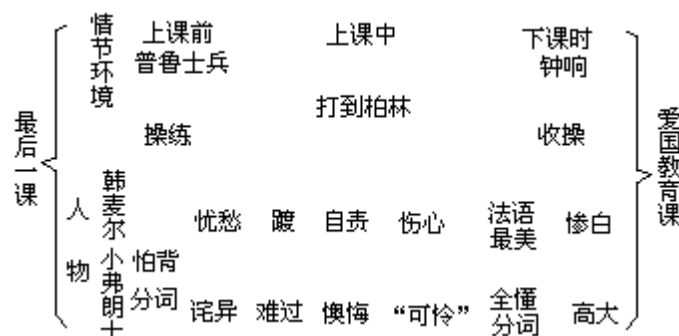 最后一课
情节环境
上课前
普鲁士兵
上课中
下课时
钟响
打到柏林
操练
收操
人物
韩麦尔
忧愁 踱 自责 伤心 法语最美 惨白
小弗朗士
怕背分词
诧异 难过 懊悔 “可怜” 全懂分词 高大
爱国教育课